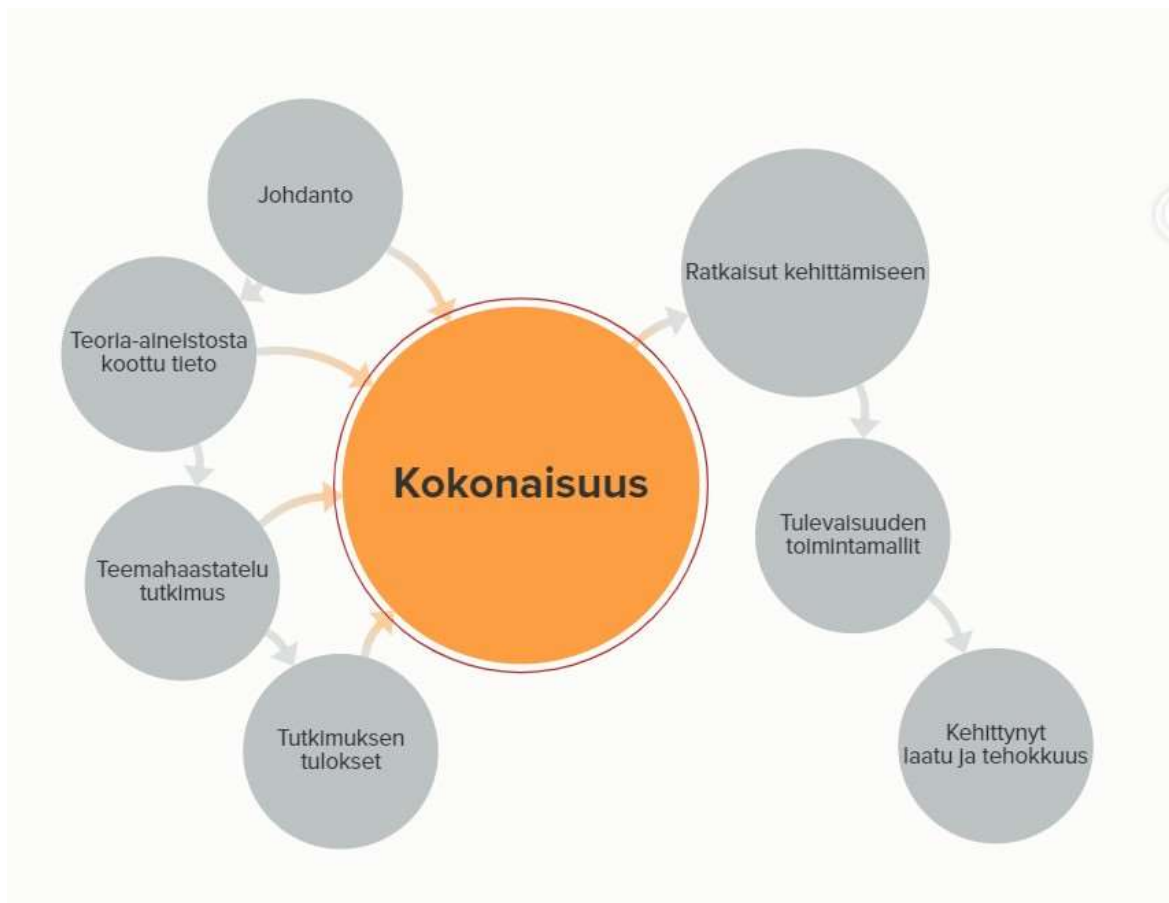 Johdanto
Teoria-aineistosta
koottu tieto
Teemahaastatelu
tutkimus
Tutkimuksen
tulokset
Kokonaisuus
Ratkaisut kehittämiseen
Tulevaisuuden
toimintamallit
Kehittynyt
laatu ja tehokkuus